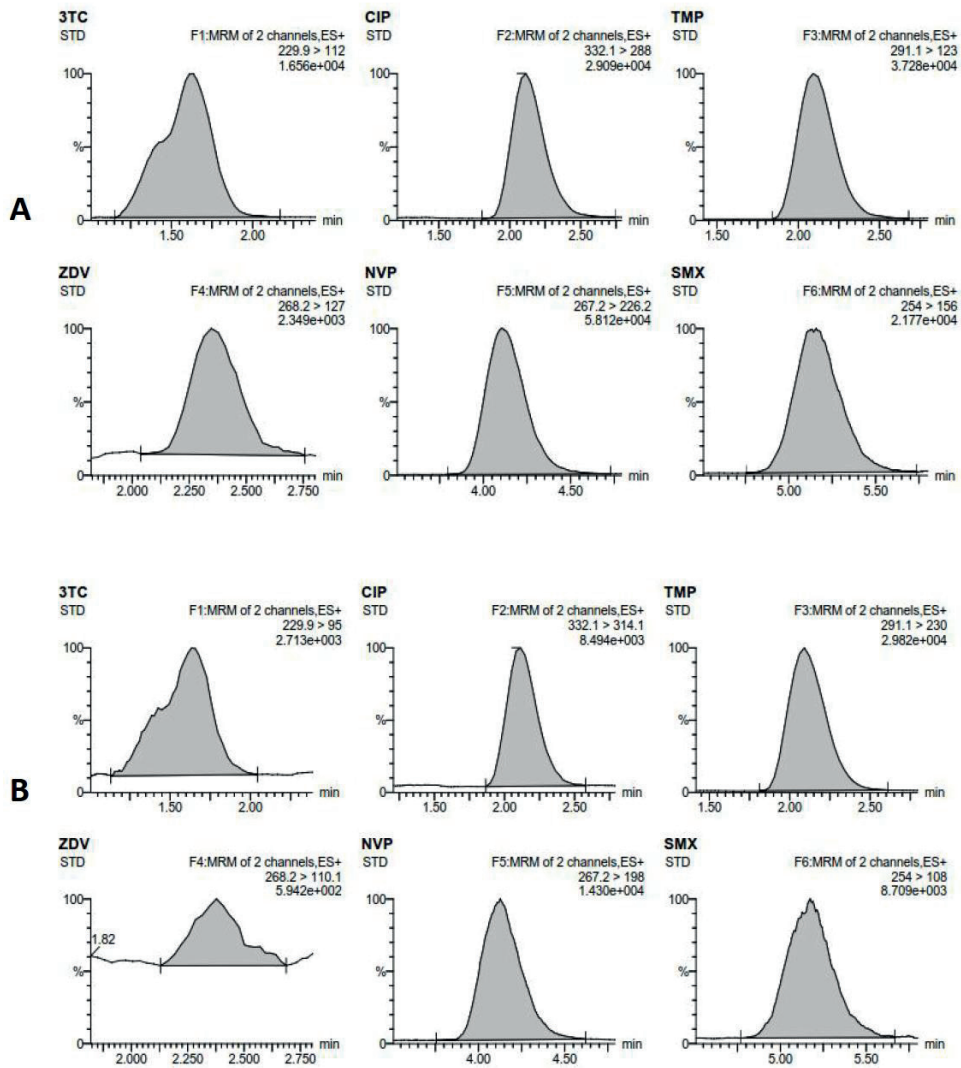 3TC
STD
F1:MRM of 2 channels,ES+
229.9 > 112
1.656e+004
100
%
0
1.50 2.00 min
CIP
STD
F2:MRM of 2 channels,ES+
332.1 > 288
2.909e+004
100
%
0
1.50 2.00 2.50 min
TMP
STD
F3:MRM of 2 channels,ES+
291.1 > 123
3.728e+004
100
%
0
1.50 2.00 2.50 min
A
ZDV
STD
F4:MRM of 2 channels,ES+
268.2 > 127
2.349e+003
100
%
0
2.000 2.250 2.500 2.750 min
NVP
STD
F5:MRM of 2 channels,ES+
267.2 > 226.2
5.812e+004
100
%
0
4.00 4.50 min
SMX
STD
F6:MRM of 2 channels,ES+
254 > 156
2.177e+004
100
%
0
5.00 5.50 min
3TC
STD
F1:MRM of 2 channels,ES+
229.9 > 95
2.713e+003
100
%
0
1.50 2.00 min
CIP
STD
F2:MRM of 2 channels,ES+
332.1 > 314.1
8.494e+003
100
%
0
1.50 2.00 2.50 min
TMP
STD
F3:MRM of 2 channels,ES+
291.1 > 230
2.982e+004
100
%
0
1.50 2.00 2.50 min
B
ZDV
STD
F4:MRM of 2 channels,ES+
268.2 > 110.1
5.942e+002
100
1.82
%
0
2.000 2.250 2.500 2.750 min
NVP
STD
F5:MRM of 2 channels,ES+
267.2 > 198
1.430e+004
100
%
0
4.00 4.50 min
SMX
STD
F6:MRM of 2 channels,ES+
254 > 108
8.709e+003
100
%
0
5.00 5.50 min